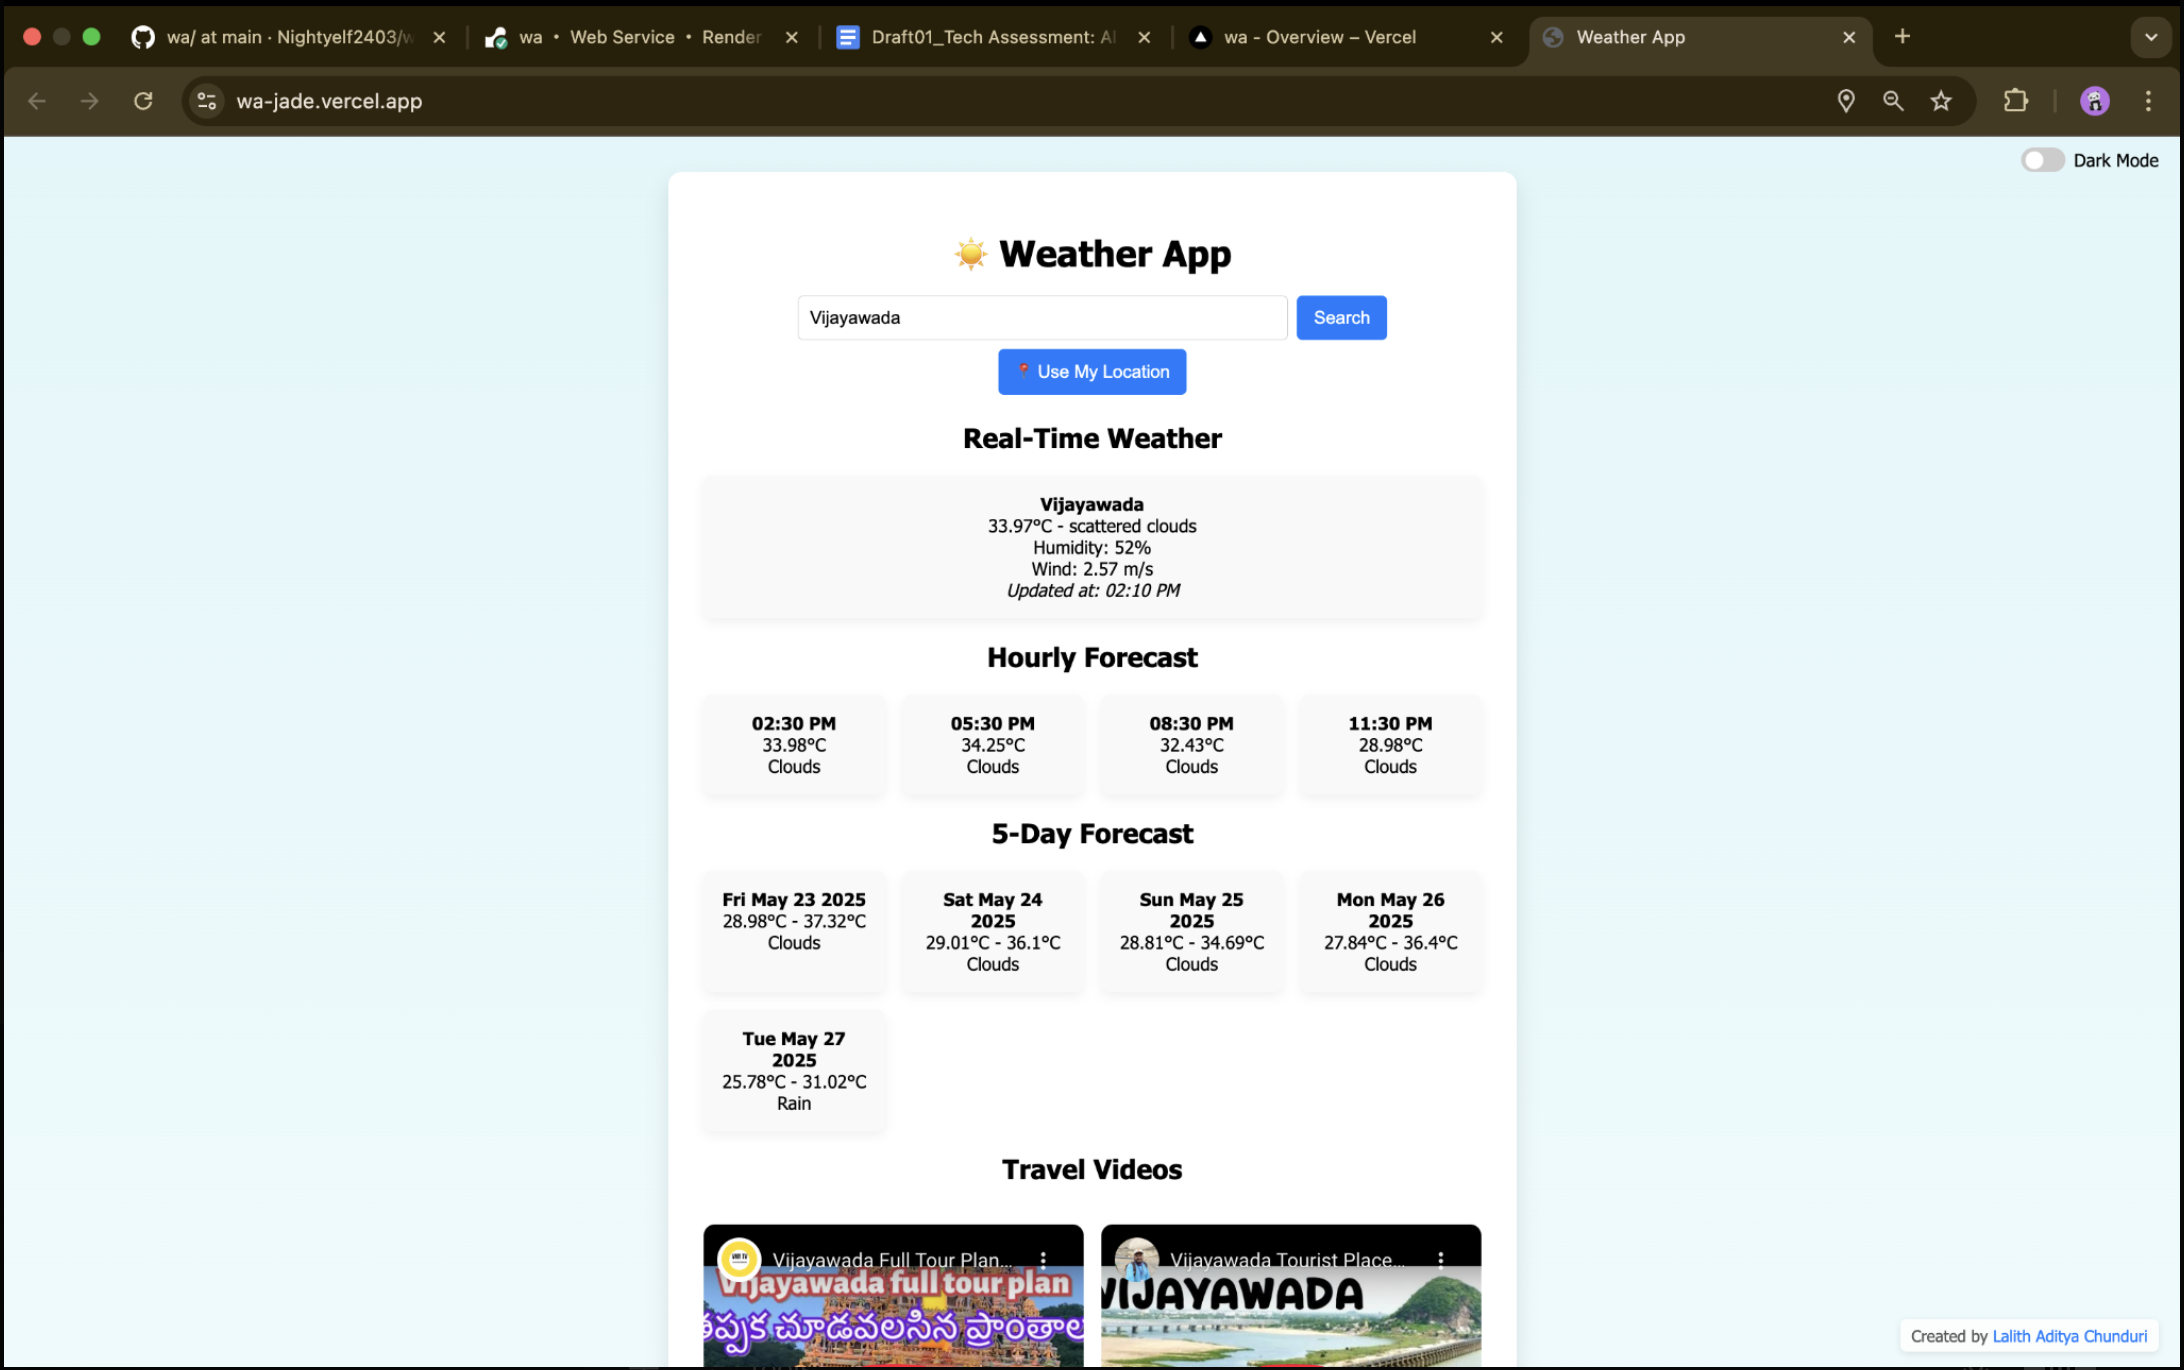 wa/ at main · Nightyelf2403/w
wa • Web Service • Render
Draft01_Tech Assessment: AI
wa - Overview – Vercel
Weather App
wa-jade.vercel.app
Dark Mode
Weather App
Vijayawada
Search
Use My Location
Real-Time Weather
Vijayawada
33.97°C - scattered clouds
Humidity: 52%
Wind: 2.57 m/s
Updated at: 02:10 PM
Hourly Forecast
02:30 PM
33.98°C
Clouds
05:30 PM
34.25°C
Clouds
08:30 PM
32.43°C
Clouds
11:30 PM
28.98°C
Clouds
5-Day Forecast
Fri May 23 2025
28.98°C - 37.32°C
Clouds
Sat May 24
2025
29.01°C - 36.1°C
Clouds
Sun May 25
2025
28.81°C - 34.69°C
Clouds
Mon May 26
2025
27.84°C - 36.4°C
Clouds
Tue May 27
2025
25.78°C - 31.02°C
Rain
Travel Videos
Vijayawada Full Tour Plan...
Vijayawada full tour plan
తప్పక చూడవలసిన ప్రాంతాల
Vijayawada Tourist Place...
VIJAYAWADA
Created by Lalith Aditya Chunduri